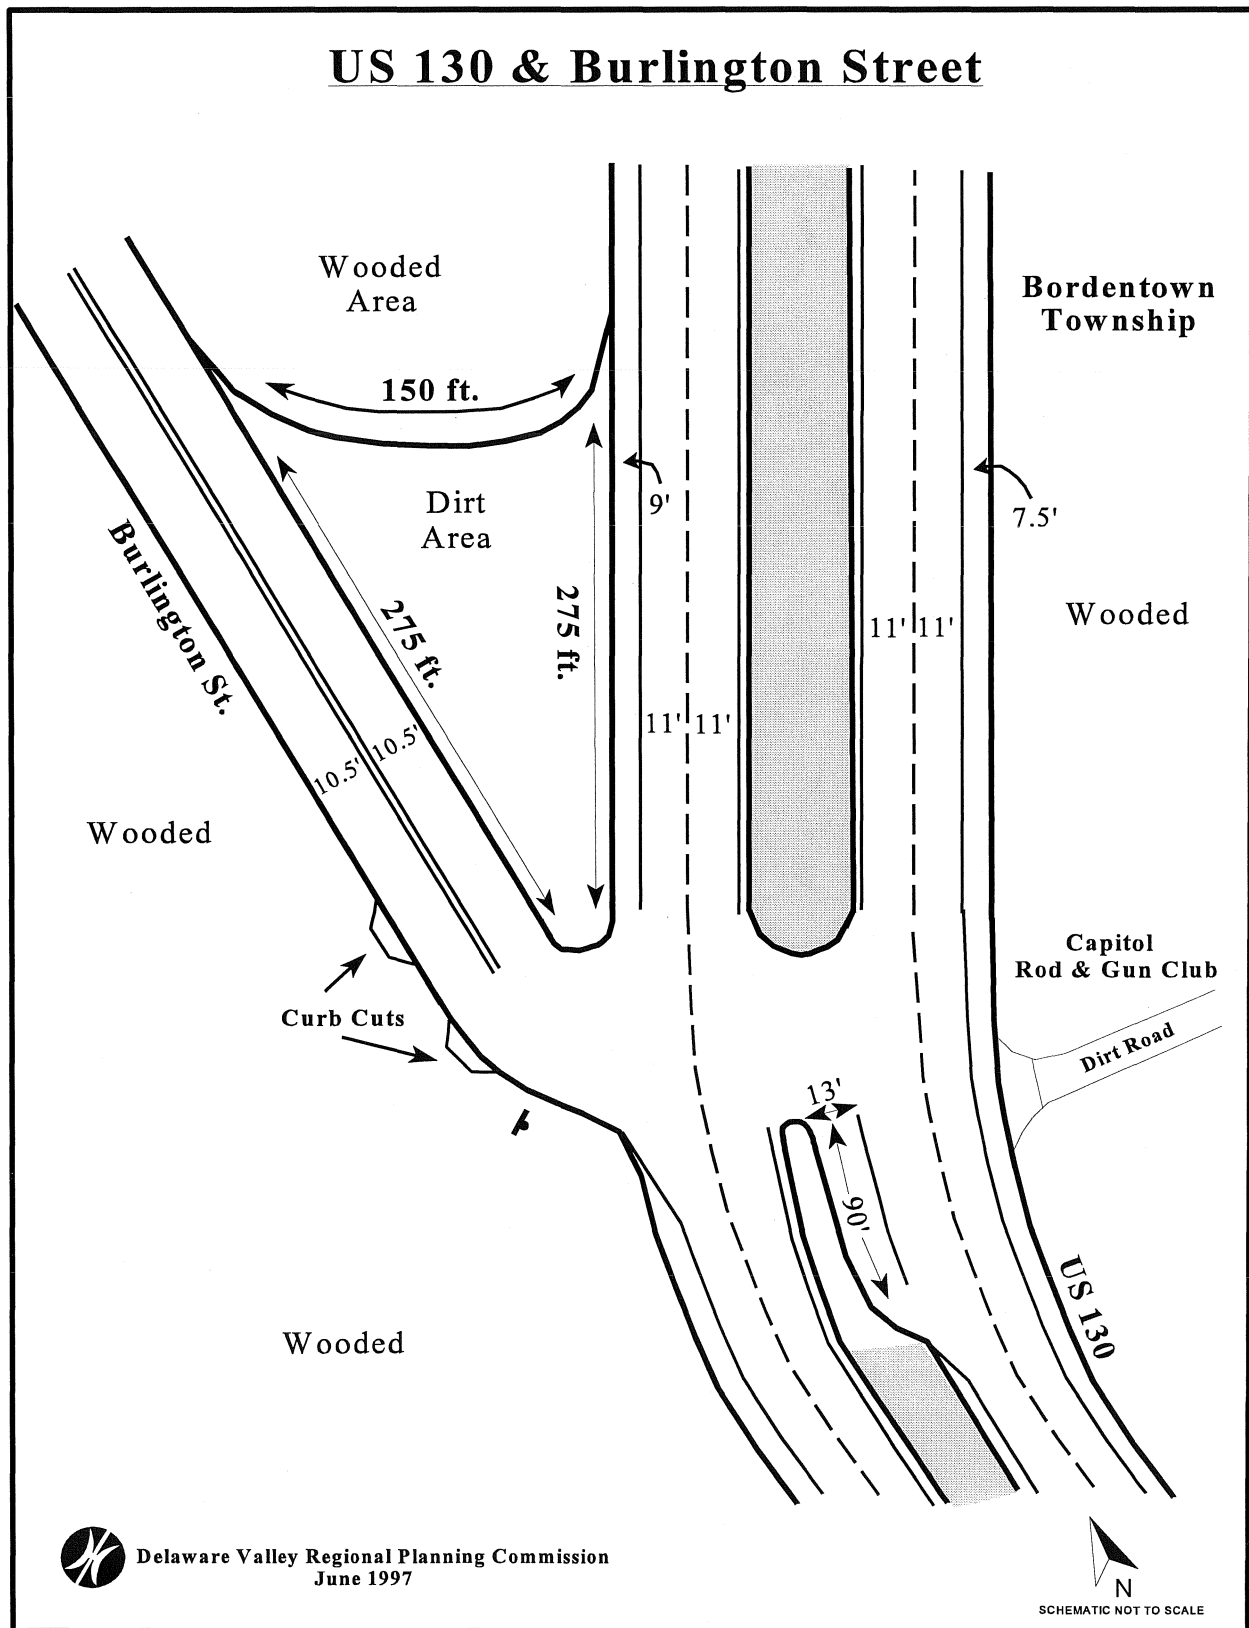 US 130 & Burlington Street
Wooded
Area
Bordentown
Township
150 ft.
9'
7.5'
Dirt
Area
Burlington St.
275 ft.
275 ft.
11' 11'
Wooded
11' 11'
10.5' 10.5'
Wooded
Capitol
Rod & Gun Club
Curb Cuts
Dirt Road
13'
90'
US 130
Wooded
Delaware Valley Regional Planning Commission
June 1997
N
SCHEMATIC NOT TO SCALE